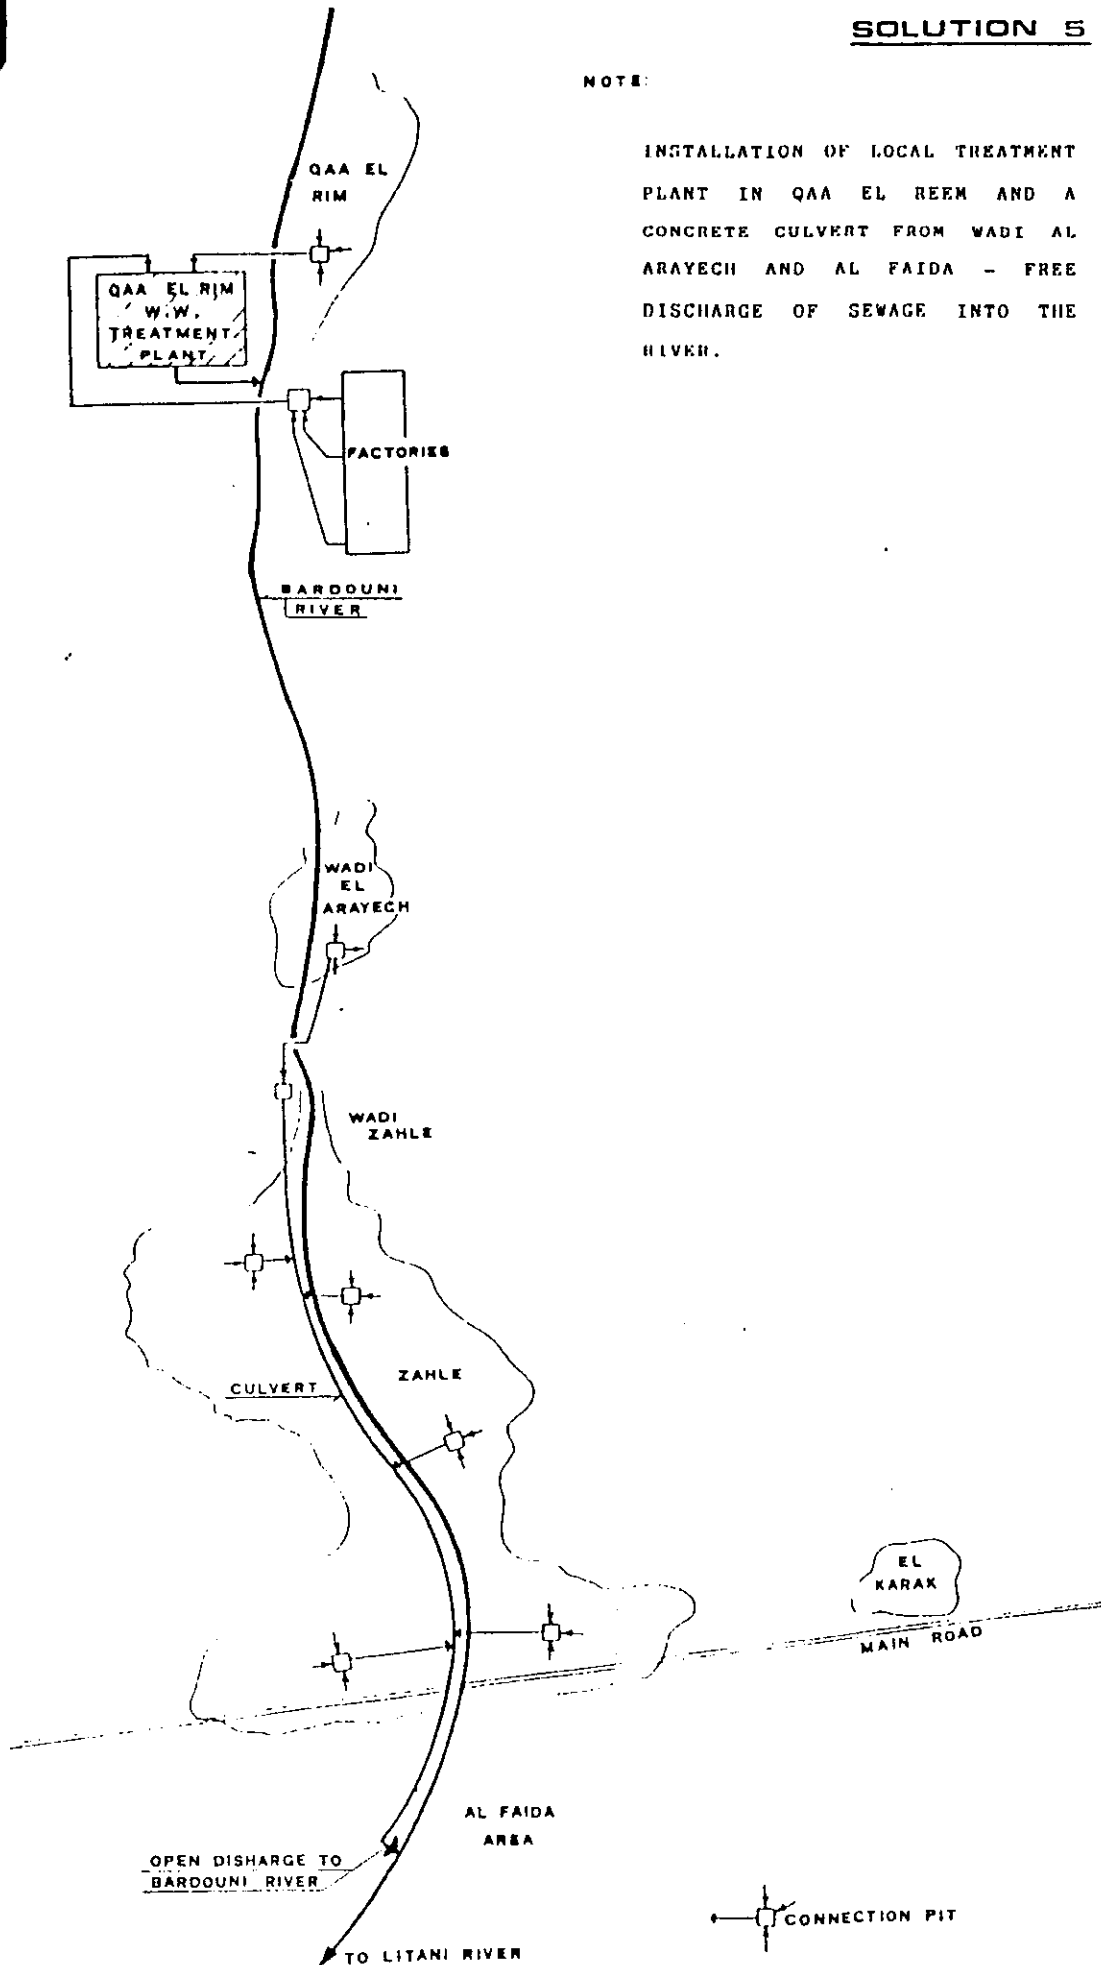 SOLUTION 5
NOTE:
INSTALLATION OF LOCAL TREATMENT
PLANT IN QAA EL REEM AND A
CONCRETE CULVERT FROM WADI AL
ARAYECH AND AL FAIDA - FREE
DISCHARGE OF SEWAGE INTO THE
RIVER.
QAA EL
RIM
QAA EL RIM
W.W.
TREATMENT
PLANT
FACTORIES
BARDOUNI
RIVER
WADI
EL
ARAYECH
WADI
ZAHLE
CULVERT
ZAHLE
EL
KARAK
MAIN ROAD
AL FAIDA
AREA
OPEN DISHARGE TO
BARDOUNI RIVER
CONNECTION PIT
TO LITANI RIVER